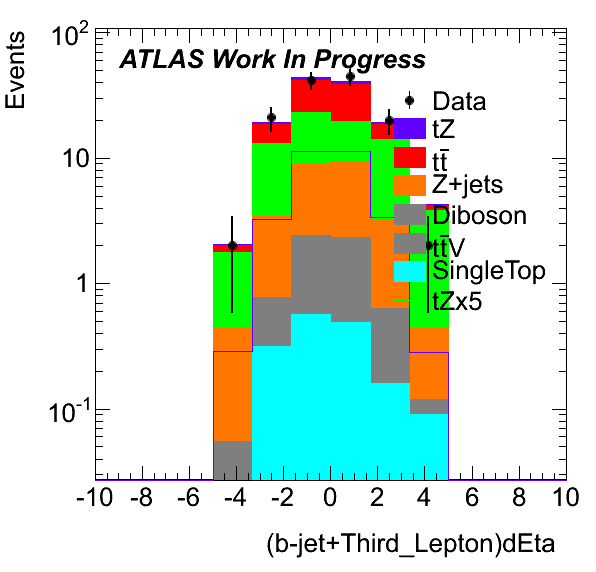 Events
10²
10
1
10⁻¹
ATLAS Work In Progress
Data
tZ
tt̄
Z+jets
Diboson
tt̄V
SingleTop
tZx5
-10 -8 -6 -4 -2 0 2 4 6 8 10
(b-jet+Third_Lepton)dEta